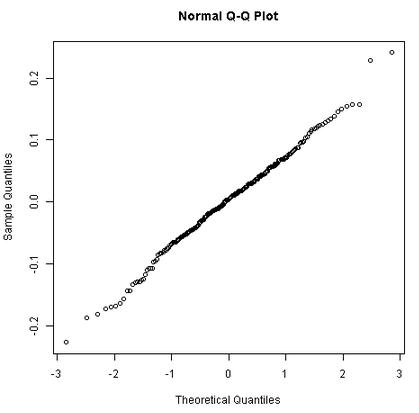 Normal Q-Q Plot
0.2
0.1
0.0
-0.1
-0.2
Sample Quantiles
-3 -2 -1 0 1 2 3
Theoretical Quantiles